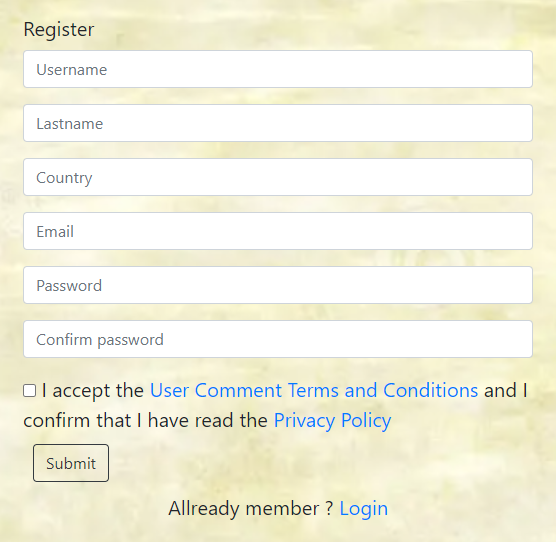 Register
Username
Lastname
Country
Email
Password
Confirm password
I accept the User Comment Terms and Conditions and I
confirm that I have read the Privacy Policy
Submit
Allready member ? Login